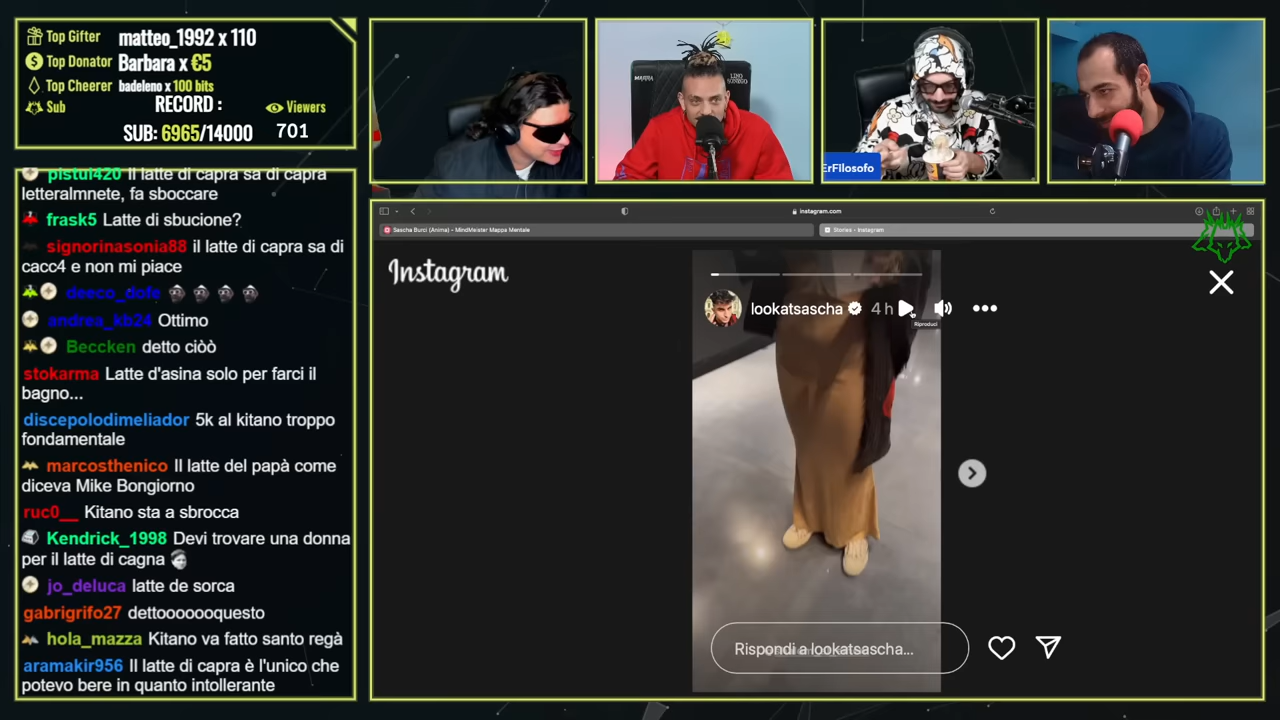 Top Gifter matteo_1992 x 110
Top Donator Barbara x €5
Top Cheerer badeleno x 100 bits
Sub RECORD : Viewers
SUB: 6965/14000 701
pistul420 Il latte di capra sa di capra
letteralmnete, fa sboccare
frask5 Latte di sbucione?
signorinasonia88 il latte di capra sa di
cacc4 e non mi piace
deeco_dofe
andrea_kb24 Ottimo
Beccken detto ciòò
stokarma Latte d'asina solo per farci il
bagno...
discepolodimeliador 5k al kitano troppo
fondamentale
marcosthenico Il latte del papà come
diceva Mike Bongiorno
ruc0__ Kitano sta a sbrocca
Kendrick_1998 Devi trovare una donna
per il latte di cagna
jo_deluca latte de sorca
gabrigrifo27 dettooooooquesto
hola_mazza Kitano va fatto santo regà
aramakir956 Il latte di capra è l'unico che
potevo bere in quanto intollerante
ErFIlosofo
instagram.com
Sascha Burci (Anima) - MindMeister Mappa Mentale
Stories • Instagram
Instagram
lookatsascha 4 h
Riproduci
Rispondi a lookatsascha...